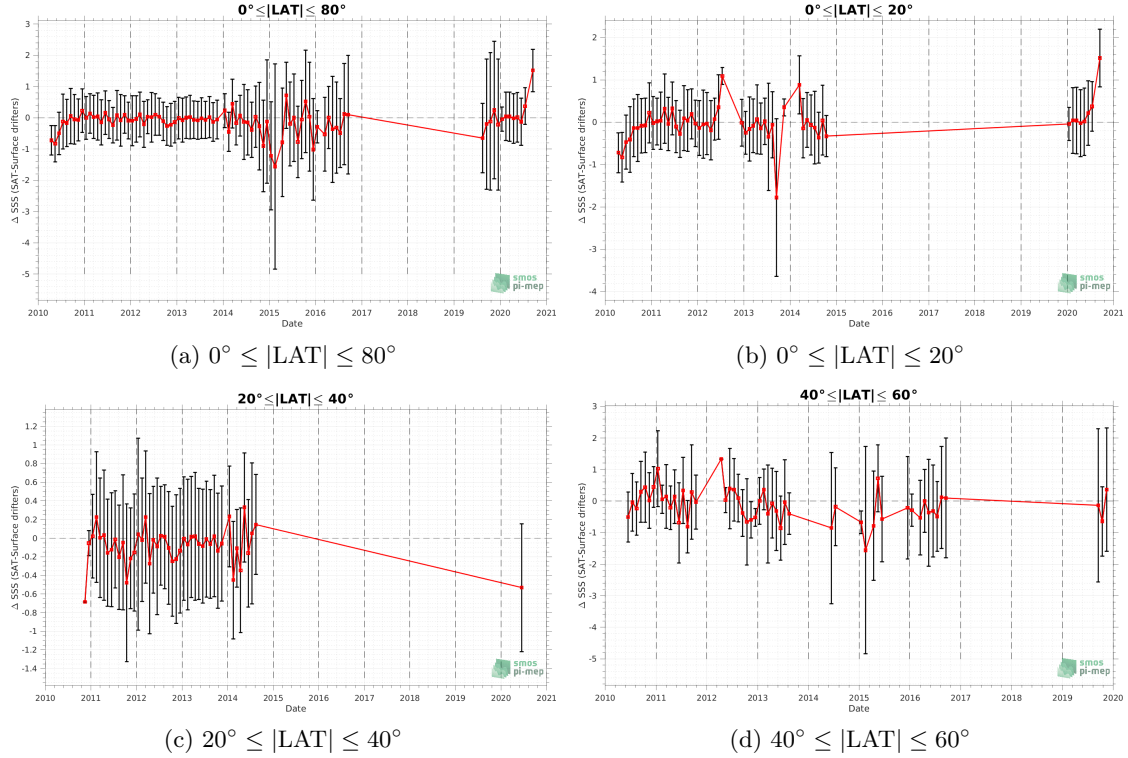 0°≤|LAT|≤ 80°
3
2
1
0
-1
-2
-3
-4
-5
Δ SSS (SAT-Surface drifters)
2010 2011 2012 2013 2014 2015 2016 2017 2018 2019 2020 2021
Date
smos
pi-mep
(a) 0° ≤ |LAT| ≤ 80°
0°≤|LAT|≤ 20°
2
1
0
-1
-2
-3
-4
Δ SSS (SAT-Surface drifters)
2010 2011 2012 2013 2014 2015 2016 2017 2018 2019 2020 2021
Date
smos
pi-mep
(b) 0° ≤ |LAT| ≤ 20°
20°≤|LAT|≤ 40°
1.2
1
0.8
0.6
0.4
0.2
0
-0.2
-0.4
-0.6
-0.8
-1
-1.2
-1.4
Δ SSS (SAT-Surface drifters)
2010 2011 2012 2013 2014 2015 2016 2017 2018 2019 2020 2021
Date
smos
pi-mep
(c) 20° ≤ |LAT| ≤ 40°
40°≤|LAT|≤ 60°
3
2
1
0
-1
-2
-3
-4
-5
Δ SSS (SAT-Surface drifters)
2010 2011 2012 2013 2014 2015 2016 2017 2018 2019 2020
Date
smos
pi-mep
(d) 40° ≤ |LAT| ≤ 60°